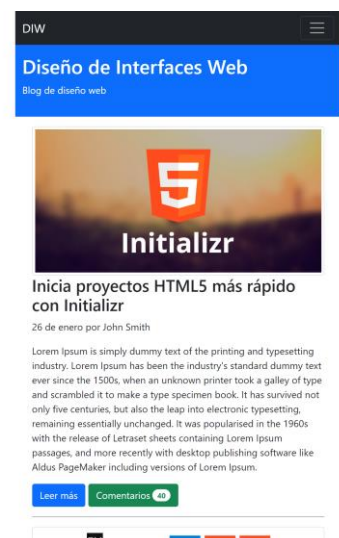 DIW
Diseño de Interfaces Web
Blog de diseño web
5
Initializr
Inicia proyectos HTML5 más rápido
con Initializr
26 de enero por John Smith
Lorem Ipsum is simply dummy text of the printing and typesetting
industry. Lorem Ipsum has been the industry's standard dummy text
ever since the 1500s, when an unknown printer took a galley of type
and scrambled it to make a type specimen book. It has survived not
only five centuries, but also the leap into electronic typesetting,
remaining essentially unchanged. It was popularised in the 1960s
with the release of Letraset sheets containing Lorem Ipsum
passages, and more recently with desktop publishing software like
Aldus PageMaker including versions of Lorem Ipsum.
Leer más Comentarios 40